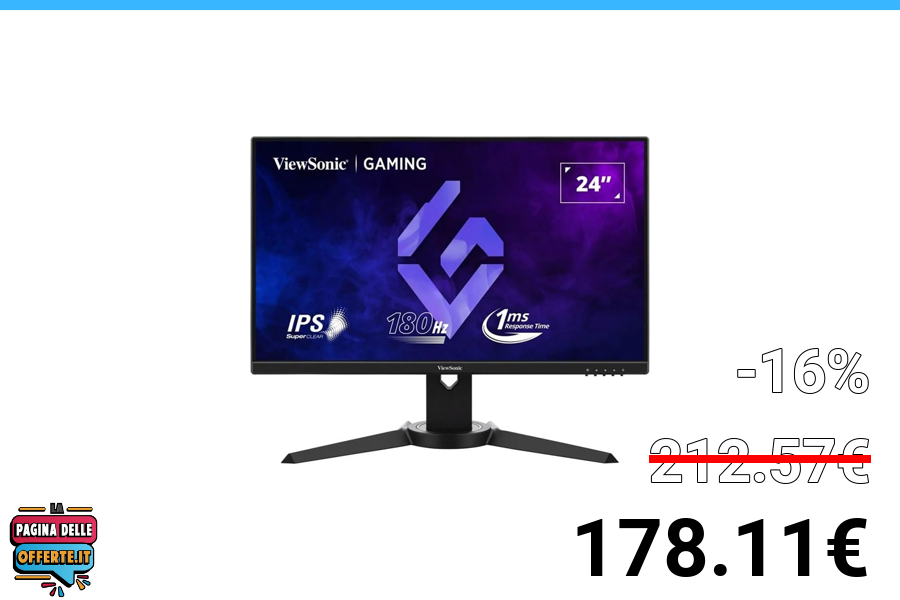 ViewSonic | GAMING
24”
IPS
SuperCLEAR
180Hz
1ms
Response Time
ViewSonic
-16%
212.57€
178.11€
LA
PAGINA DELLE
OFFERTE.IT